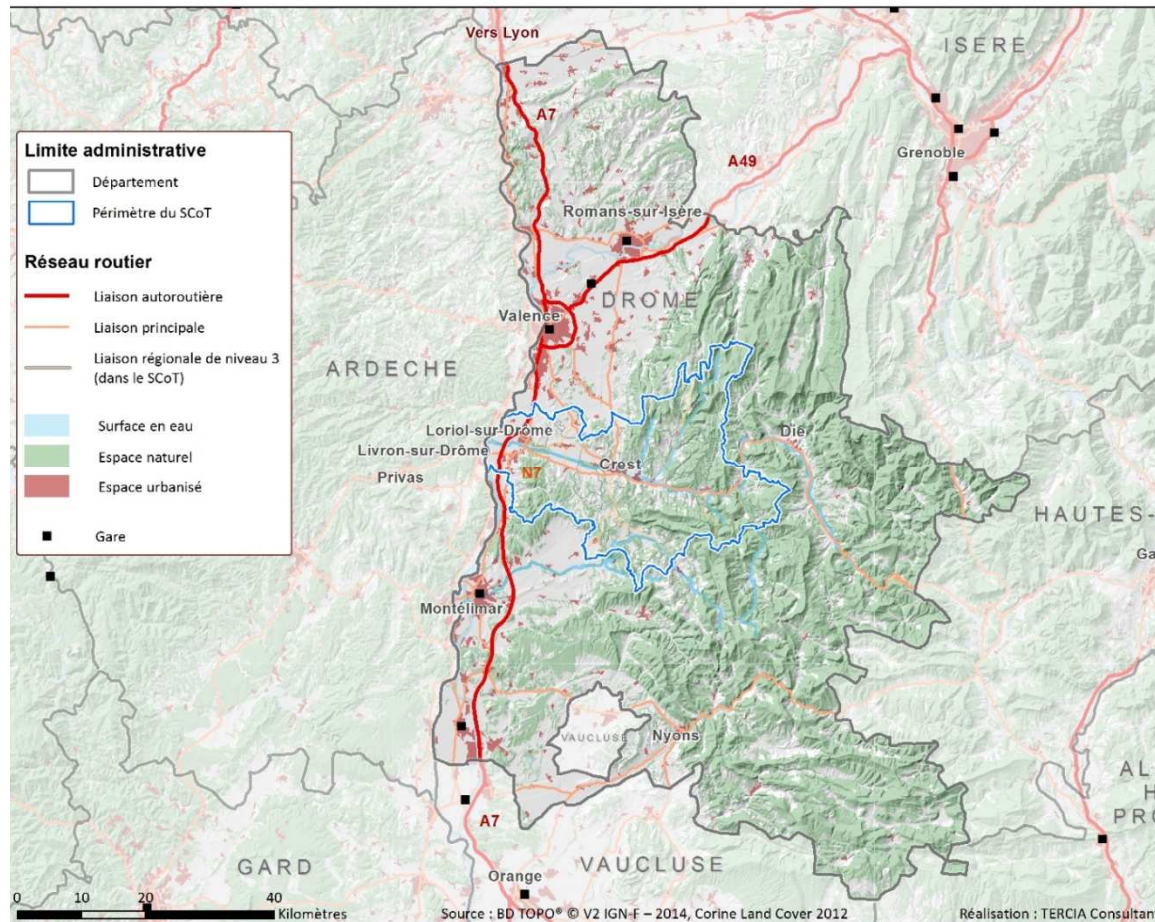 Vers Lyon
ISERE
A7
Grenoble
A49
Romans-sur-Isère
DROME
Valence
ARDECHE
Loriol-sur-Drôme
Die
Livron-sur-Drôme
Crest
N7
Privas
HAUTES-
Ga
Montélimar
VAUCLUSE
Nyons
AL
H
PRO
A7
GARD
VAUCLUSE
Orange
Limite administrative
Département
Périmètre du SCoT
Réseau routier
Liaison autoroutière
Liaison principale
Liaison régionale de niveau 3
(dans le SCoT)
Surface en eau
Espace naturel
Espace urbanisé
Gare
0 10 20 40
Kilomètres
Source : BD TOPO® © V2 IGN-F – 2014, Corine Land Cover 2012
Réalisation : TERCIA Consultan